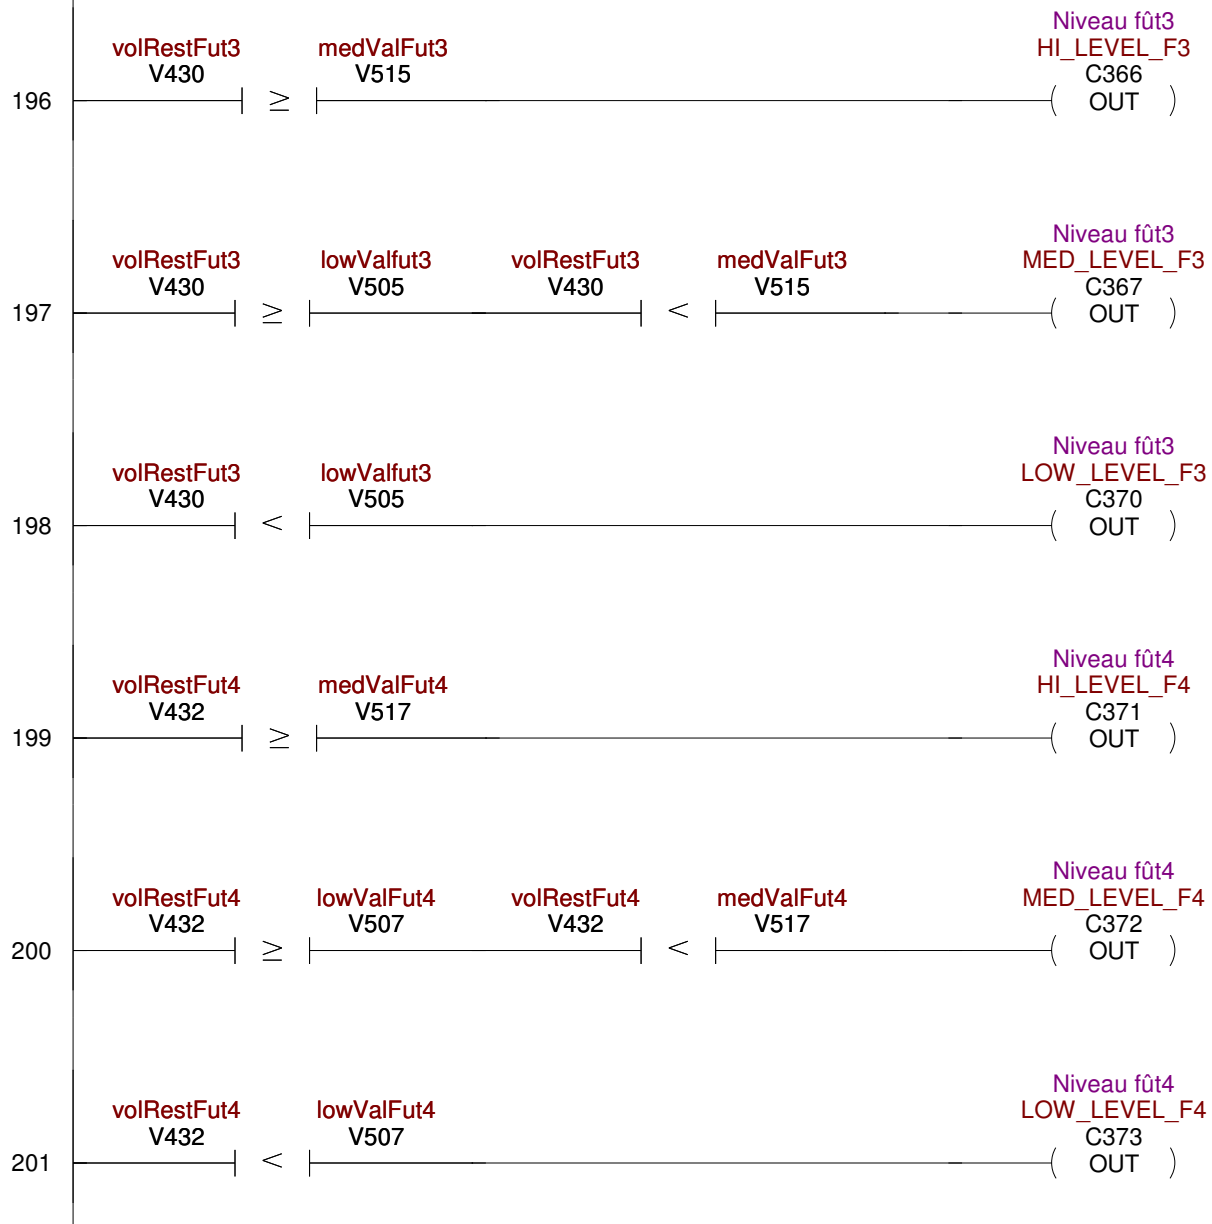 Niveau fût3
volRestFut3 medValFut3 HI_LEVEL_F3
V430 V515 C366
196 ≥ ( OUT )
Niveau fût3
volRestFut3 lowValfut3 volRestFut3 medValFut3 MED_LEVEL_F3
V430 V505 V430 V515 C367
197 ≥ < ( OUT )
Niveau fût3
volRestFut3 lowValfut3 LOW_LEVEL_F3
V430 V505 C370
198 < ( OUT )
Niveau fût4
volRestFut4 medValFut4 HI_LEVEL_F4
V432 V517 C371
199 ≥ ( OUT )
Niveau fût4
volRestFut4 lowValFut4 volRestFut4 medValFut4 MED_LEVEL_F4
V432 V507 V432 V517 C372
200 ≥ < ( OUT )
Niveau fût4
volRestFut4 lowValFut4 LOW_LEVEL_F4
V432 V507 C373
201 < ( OUT )